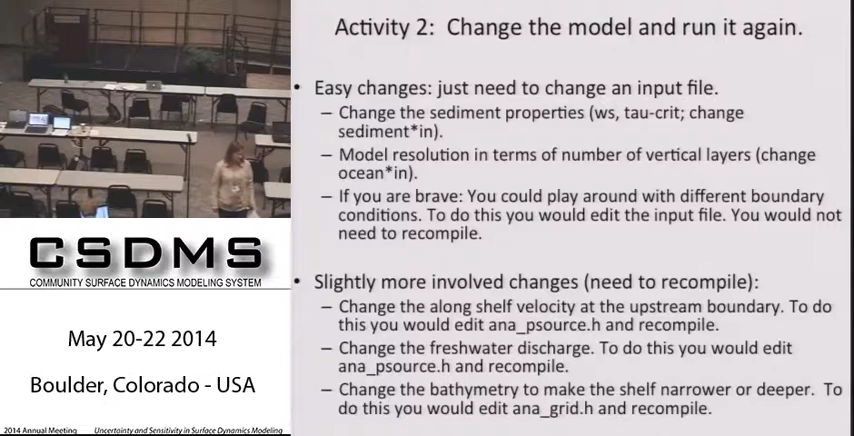 Activity 2: Change the model and run it again.
• Easy changes: just need to change an input file.
– Change the sediment properties (ws, tau-crit; change
sediment*in).
– Model resolution in terms of number of vertical layers (change
ocean*in).
– If you are brave: You could play around with different boundary
conditions. To do this you would edit the input file. You would not
need to recompile.
• Slightly more involved changes (need to recompile):
– Change the along shelf velocity at the upstream boundary. To do
this you would edit ana_psource.h and recompile.
– Change the freshwater discharge. To do this you would edit
ana_psource.h and recompile.
– Change the bathymetry to make the shelf narrower or deeper. To
do this you would edit ana_grid.h and recompile.
CSDMS
COMMUNITY SURFACE DYNAMICS MODELING SYSTEM
May 20-22 2014
Boulder, Colorado - USA
2014 Annual Meeting Uncertainty and Sensitivity in Surface Dynamics Modeling